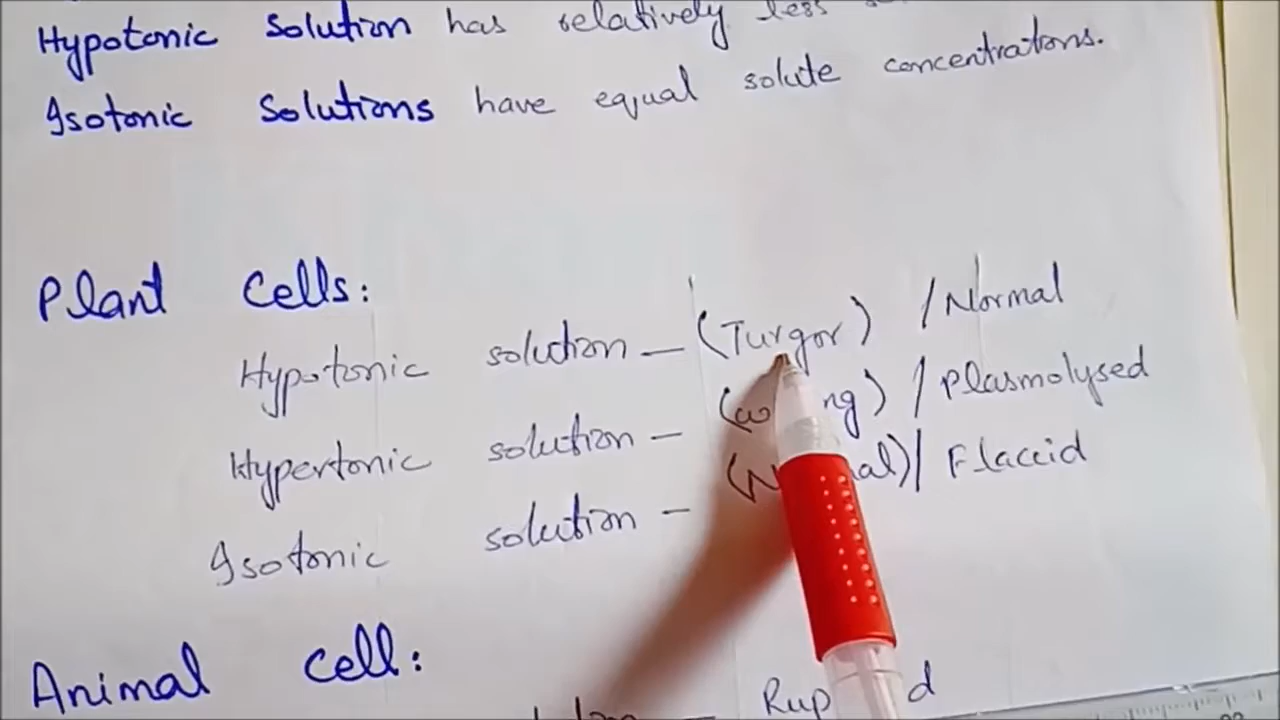 Hypotonic Solution has relatively less
Isotonic Solutions have equal solute concentrations.
Plant Cells:
Hypotonic solution – (Turgor) / Normal
Hypertonic solution – / Plasmolysed
Isotonic solution – / Flaccid
Animal Cell: